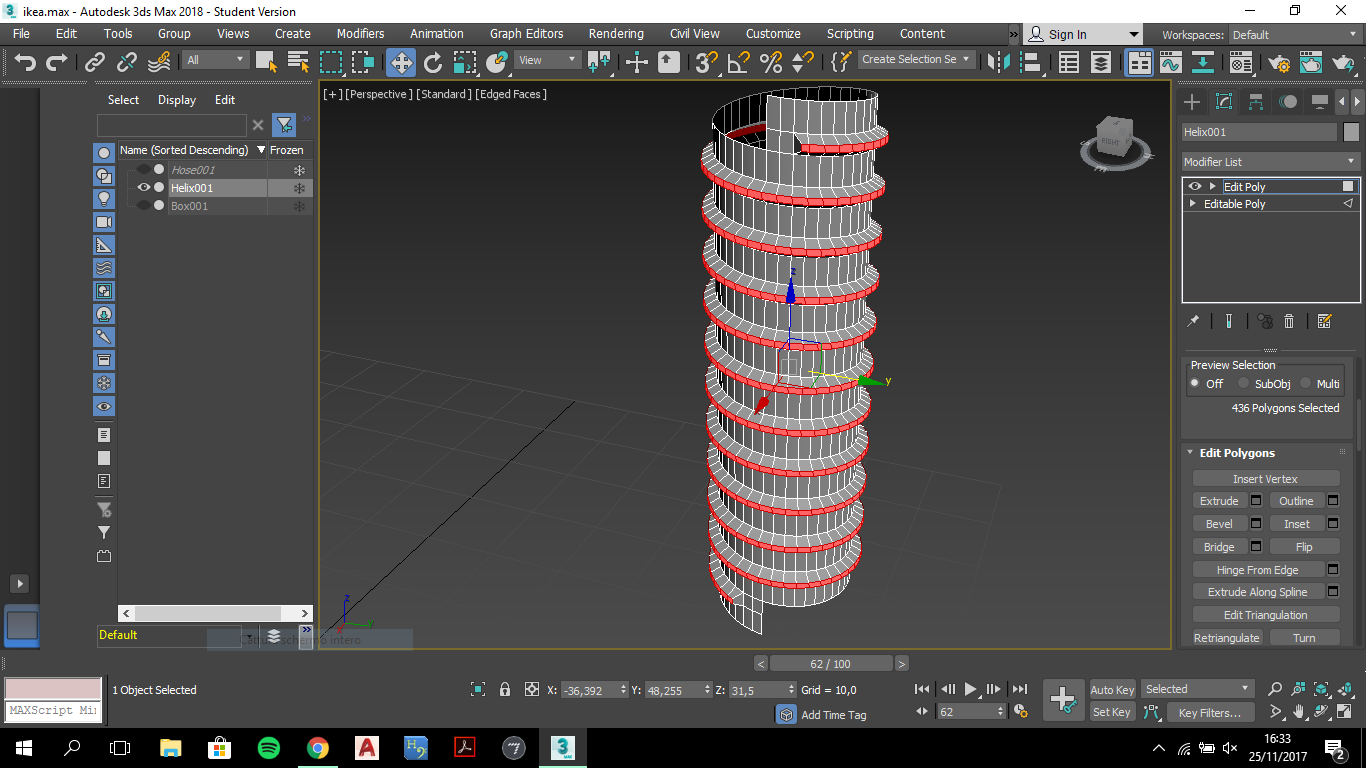 ikea.max - Autodesk 3ds Max 2018 - Student Version
File Edit Tools Group Views Create Modifiers Animation Graph Editors Rendering Civil View Customize Scripting Content » Sign In Workspaces: Default
All View 3 % Create Selection Se
Select Display Edit
[ + ] [Perspective ] [Standard ] [Edged Faces ]
Name (Sorted Descending) Frozen
Hose001
Helix001
Box001
RIGHT
z
y
z
y
Default
Helix001
Modifier List
Edit Poly
Editable Poly
Preview Selection
Off SubObj Multi
436 Polygons Selected
Edit Polygons
Insert Vertex
Extrude Outline
Bevel Inset
Bridge Flip
Hinge From Edge
Extrude Along Spline
Edit Triangulation
Retriangulate Turn
< 62 / 100 >
1 Object Selected X: -36,392 Y: 48,255 Z: 31,5 Grid = 10,0 Auto Key Selected
MAXScript Mi Add Time Tag 62 Set Key Key Filters...
16:33
25/11/2017
2